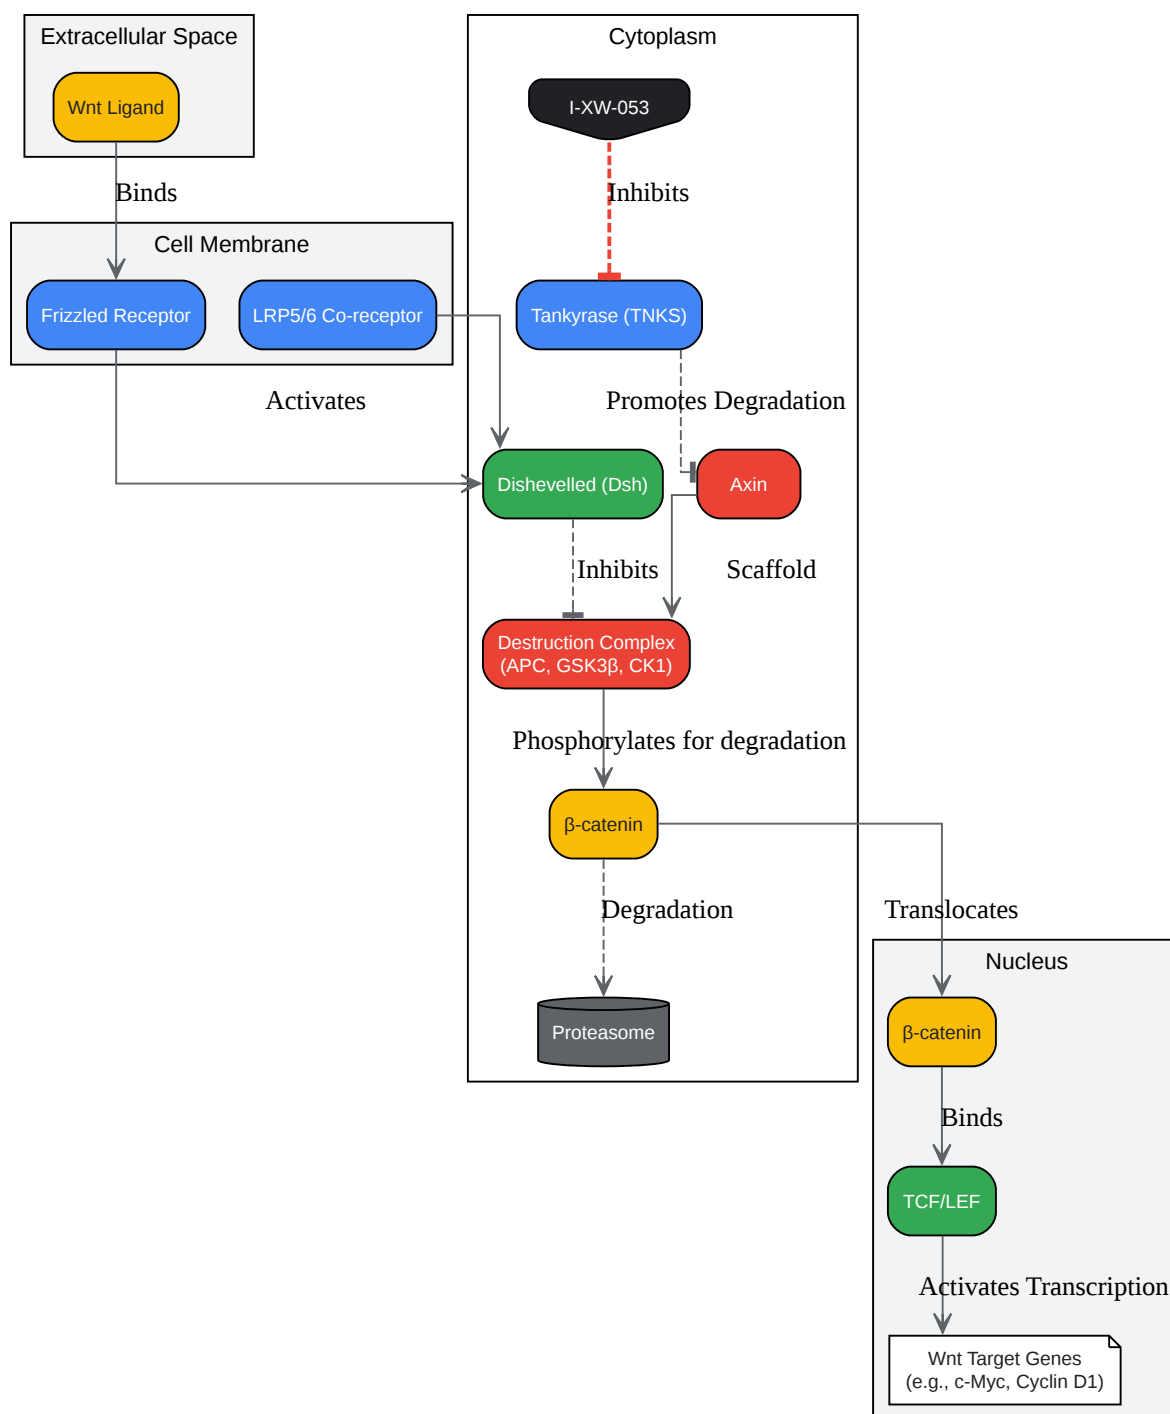 Extracellular Space
Cytoplasm
Wnt Ligand
I-XW-053
Binds
Inhibits
Cell Membrane
Frizzled Receptor
LRP5/6 Co-receptor
Tankyrase (TNKS)
Activates
Promotes Degradation
Dishevelled (Dsh)
Axin
Inhibits
Scaffold
Destruction Complex
(APC, GSK3β, CK1)
Phosphorylates for degradation
β-catenin
Degradation
Translocates
Nucleus
Proteasome
β-catenin
Binds
TCF/LEF
Activates Transcription
Wnt Target Genes
(e.g., c-Myc, Cyclin D1)